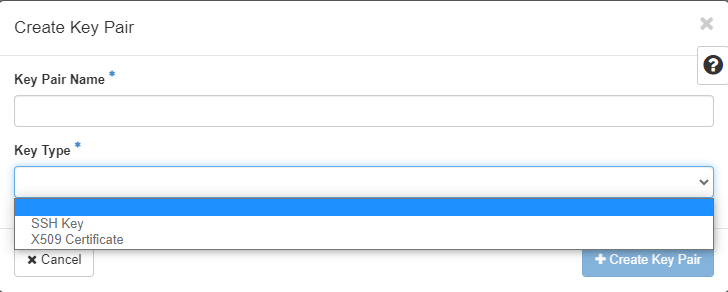 Create Key Pair ×
?
Key Pair Name *
Key Type *
SSH Key
X509 Certificate
× Cancel + Create Key Pair